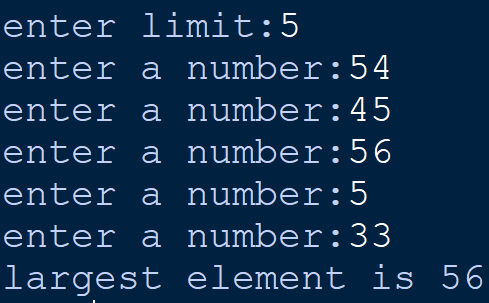 enter limit:5
enter a number:54
enter a number:45
enter a number:56
enter a number:5
enter a number:33
largest element is 56